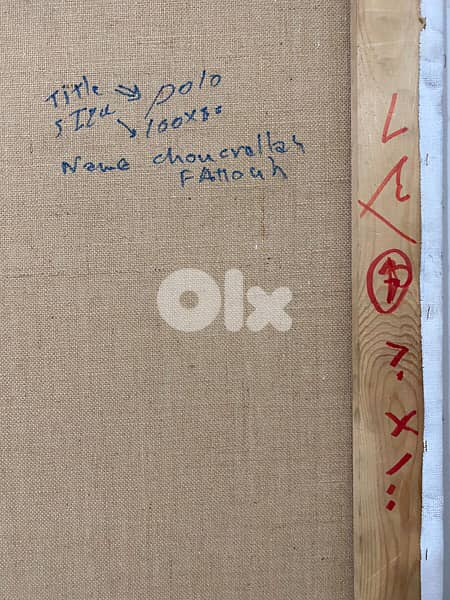 Title → polo
SIZe → 100x80
Name choucrallah
FAttouh
Olx